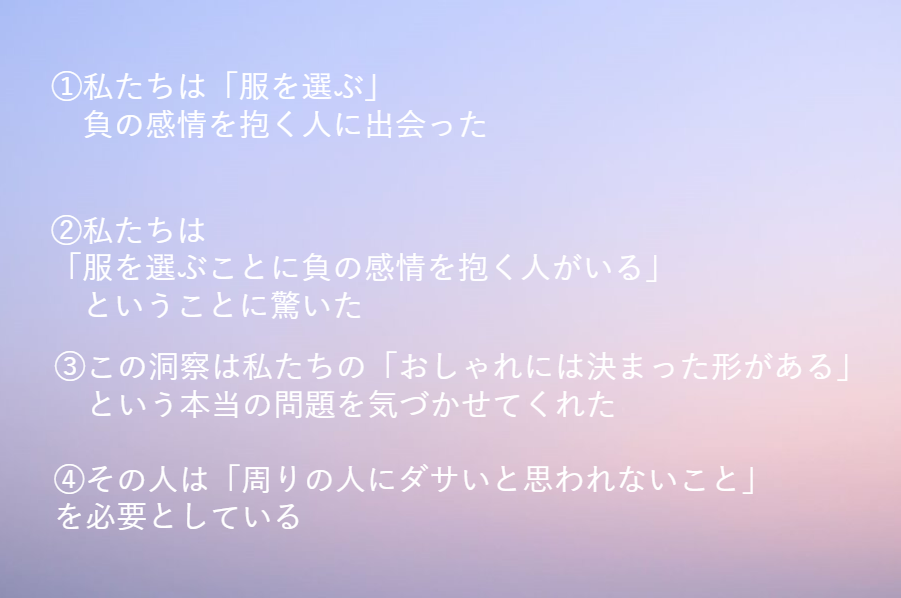 ①私たちは「服を選ぶ」
負の感情を抱く人に出会った
②私たちは
「服を選ぶことに負の感情を抱く人がいる」
ということに驚いた
③この洞察は私たちの「おしゃれには決まった形がある」
という本当の問題を気づかせてくれた
④その人は「周りの人にダサいと思われないこと」
を必要としている